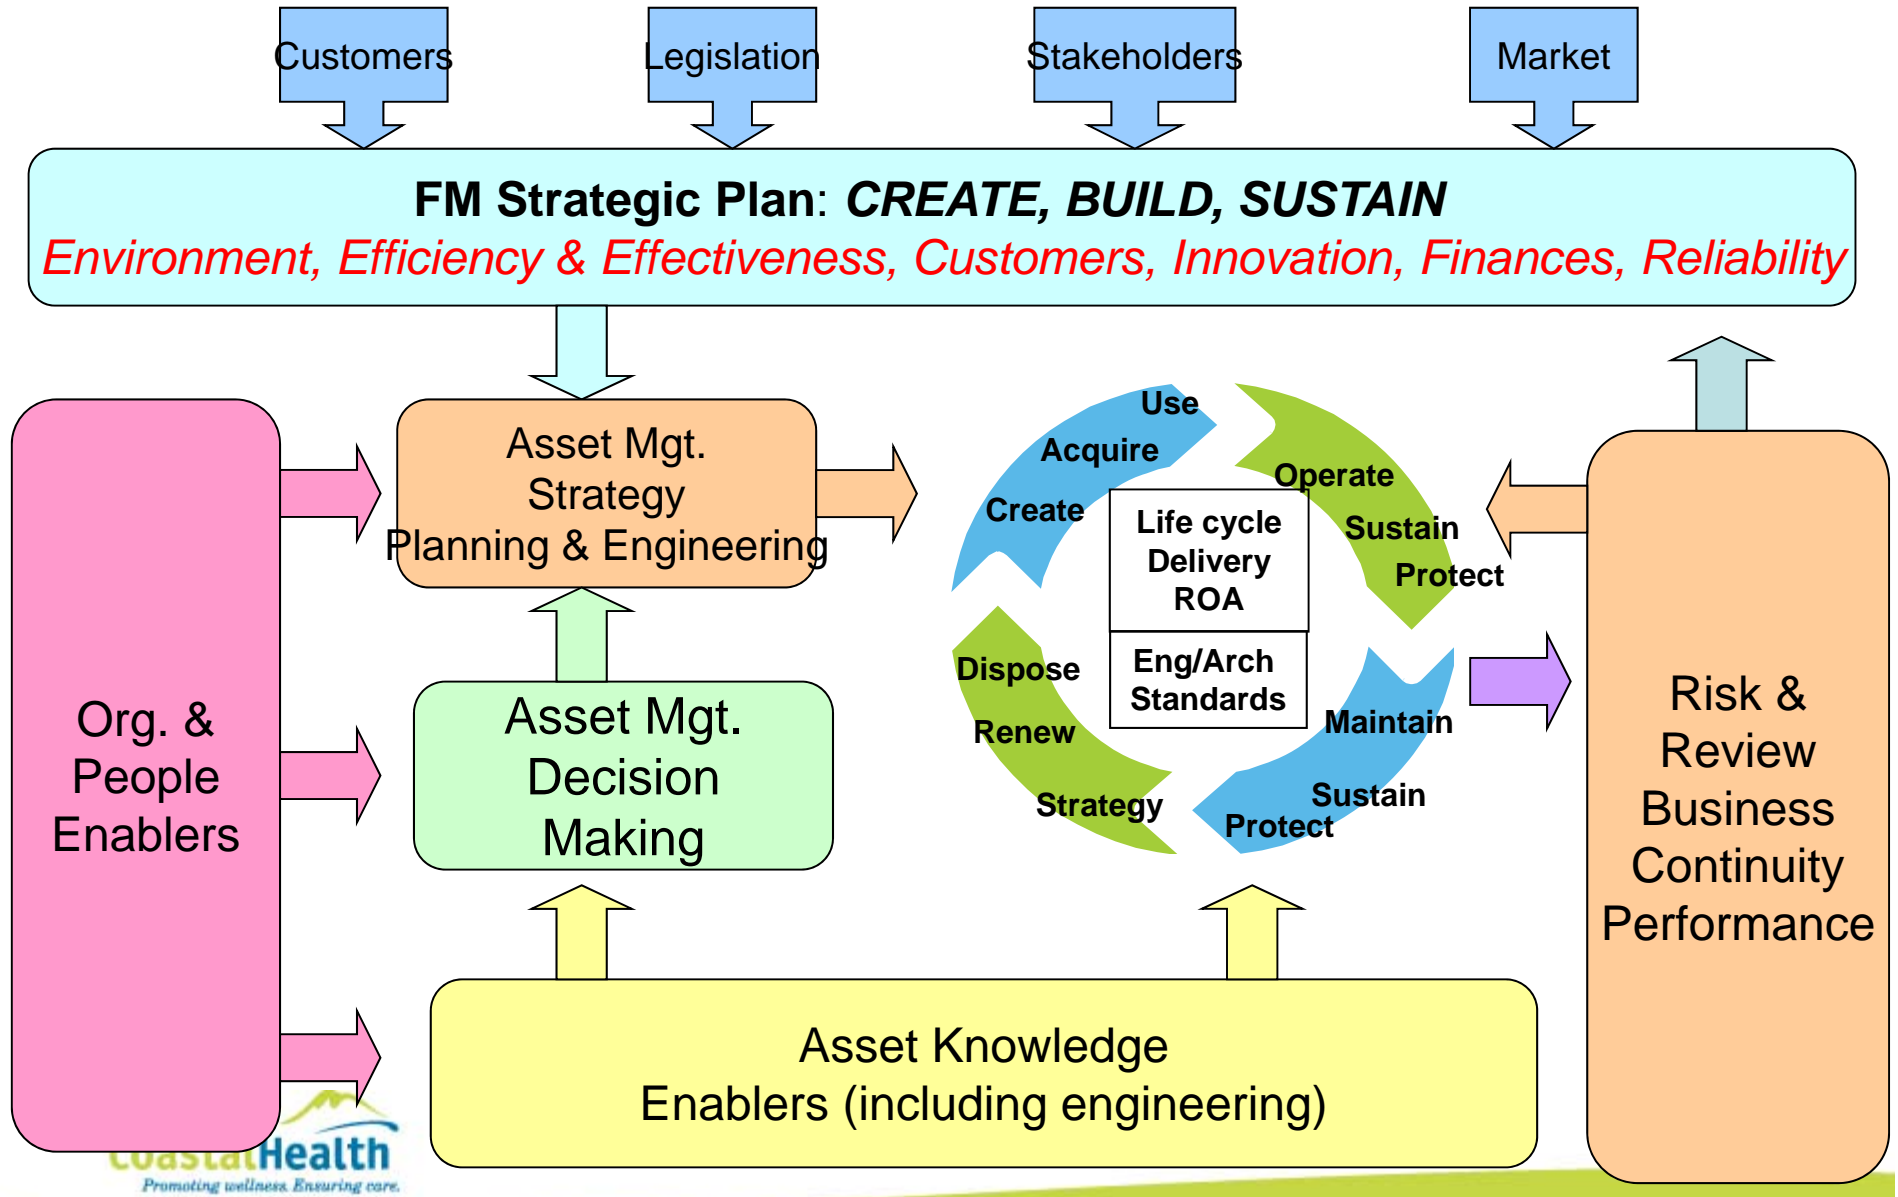 Customers
Legislation
Stakeholders
Market
FM Strategic Plan: CREATE, BUILD, SUSTAIN
Environment, Efficiency & Effectiveness, Customers, Innovation, Finances, Reliability
Org. &
People
Enablers
Asset Mgt.
Strategy
Planning & Engineering
Asset Mgt.
Decision
Making
Use
Acquire
Create
Operate
Sustain
Protect
Life cycle
Delivery
ROA
Eng/Arch
Standards
Dispose
Renew
Strategy
Maintain
Sustain
Protect
Risk &
Review
Business
Continuity
Performance
Asset Knowledge
Enablers (including engineering)
CoastalHealth
Promoting wellness. Ensuring care.